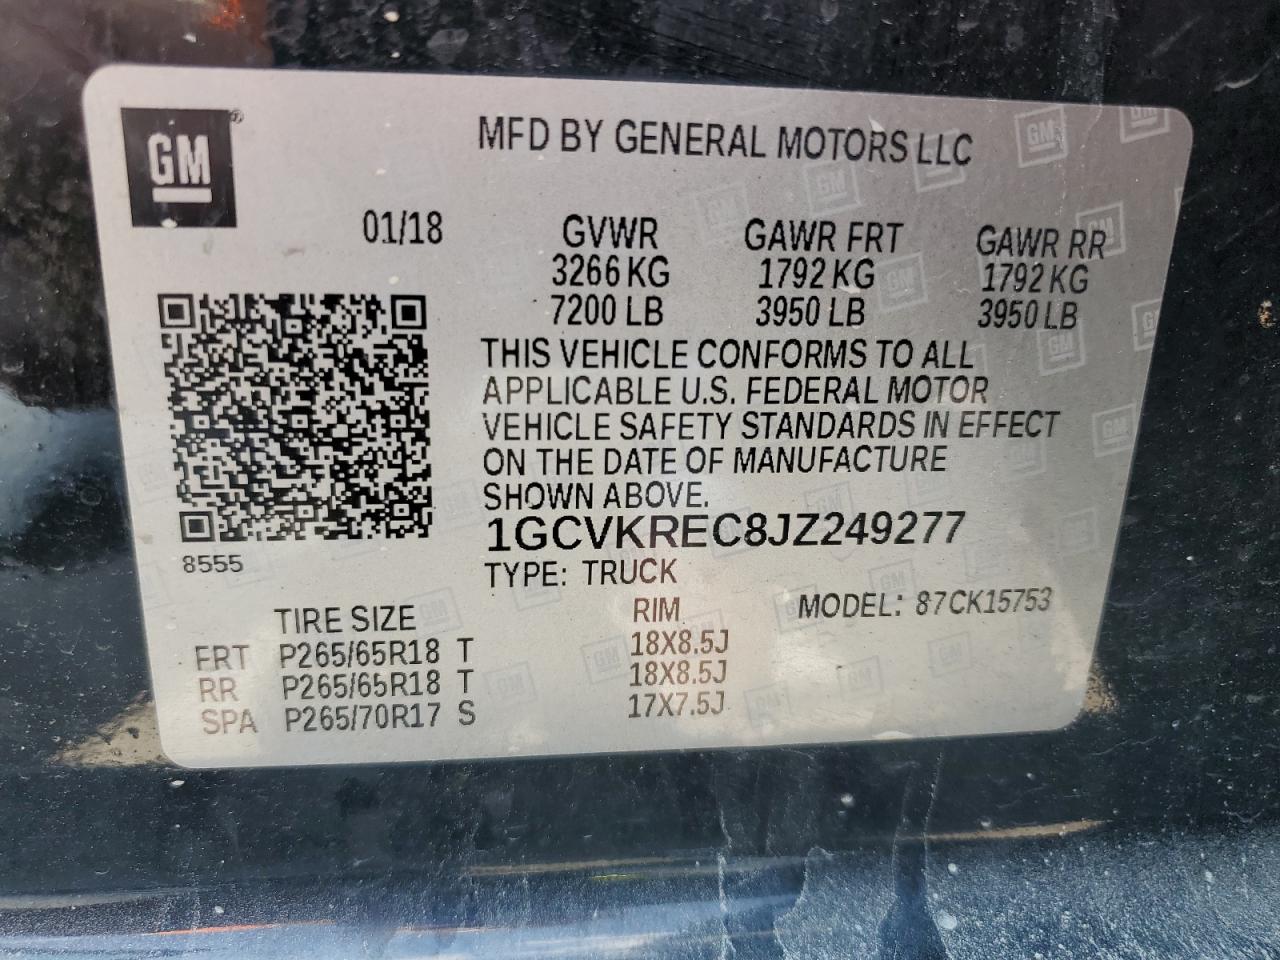 GM®
MFD BY GENERAL MOTORS LLC
01/18 GVWR GAWR FRT GAWR RR
3266 KG 1792 KG 1792 KG
7200 LB 3950 LB 3950 LB
THIS VEHICLE CONFORMS TO ALL
APPLICABLE U.S. FEDERAL MOTOR
VEHICLE SAFETY STANDARDS IN EFFECT
ON THE DATE OF MANUFACTURE
SHOWN ABOVE.
1GCVKREC8JZ249277
8555
TYPE: TRUCK
TIRE SIZE RIM MODEL: 87CK15753
FRT P265/65R18 T 18X8.5J
RR P265/65R18 T 18X8.5J
SPA P265/70R17 S 17X7.5J